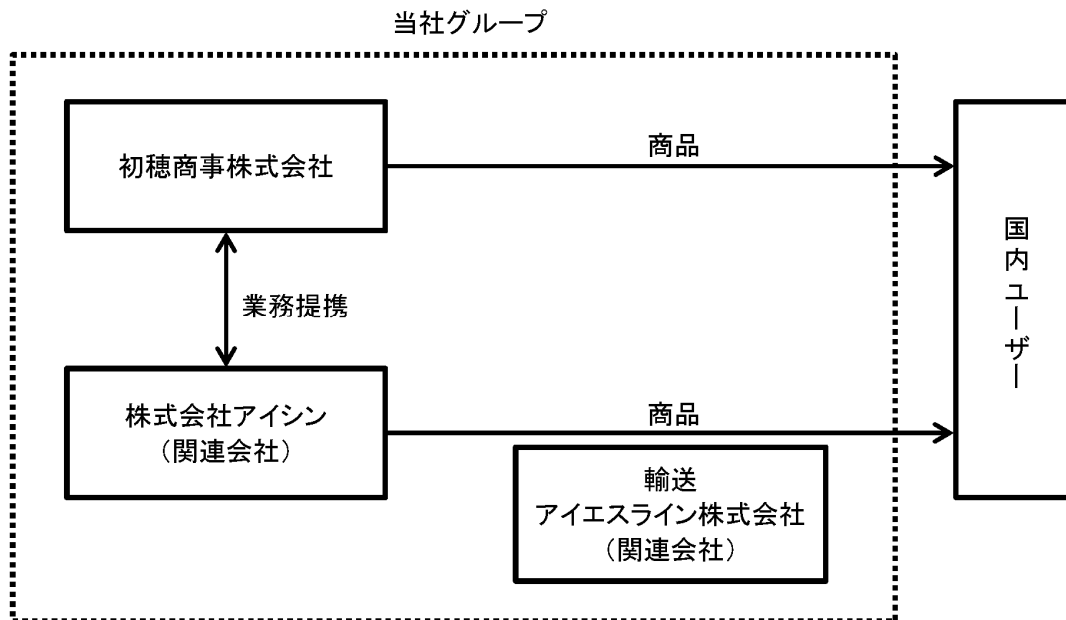 当社グループ
初穂商事株式会社
商品
業務提携
株式会社アイシン
（関連会社）
商品
輸送
アイエスライン株式会社
（関連会社）
国内ユーザー